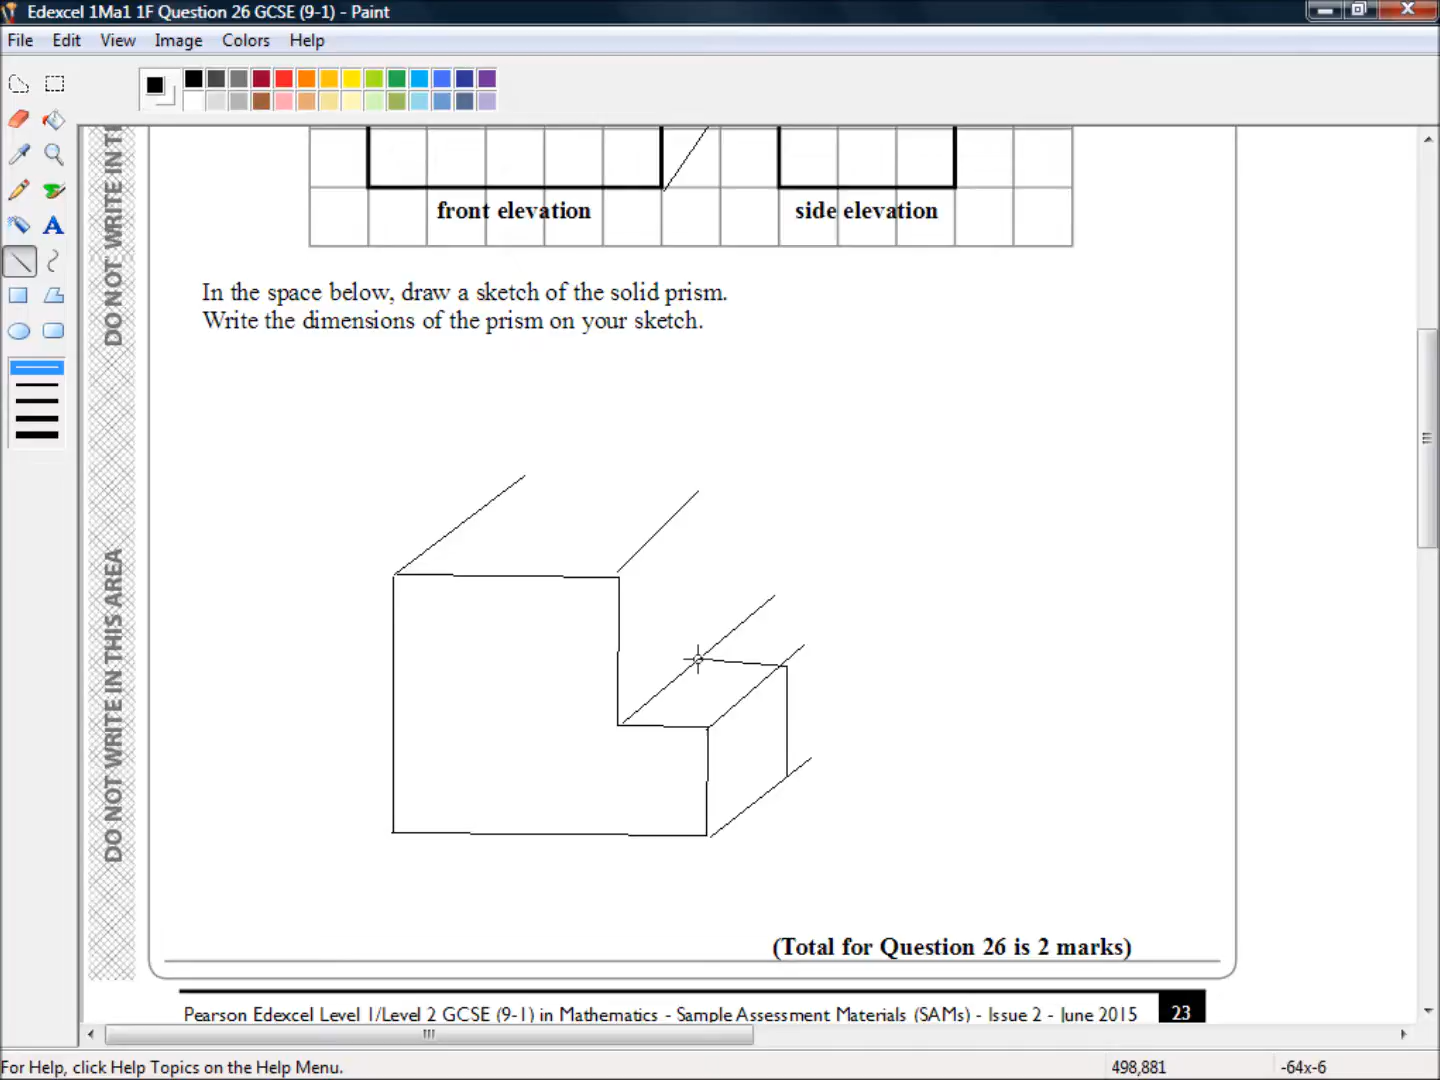 Edexcel 1Ma1 1F Question 26 GCSE (9-1) - Paint
File Edit View Image Colors Help
DO NOT WRITE IN T
front elevation
side elevation
In the space below, draw a sketch of the solid prism.
Write the dimensions of the prism on your sketch.
DO NOT WRITE IN THIS AREA
(Total for Question 26 is 2 marks)
Pearson Edexcel Level 1/Level 2 GCSE (9-1) in Mathematics - Sample Assessment Materials (SAMs) - Issue 2 - June 2015 23
For Help, click Help Topics on the Help Menu.
498,881
-64x-6